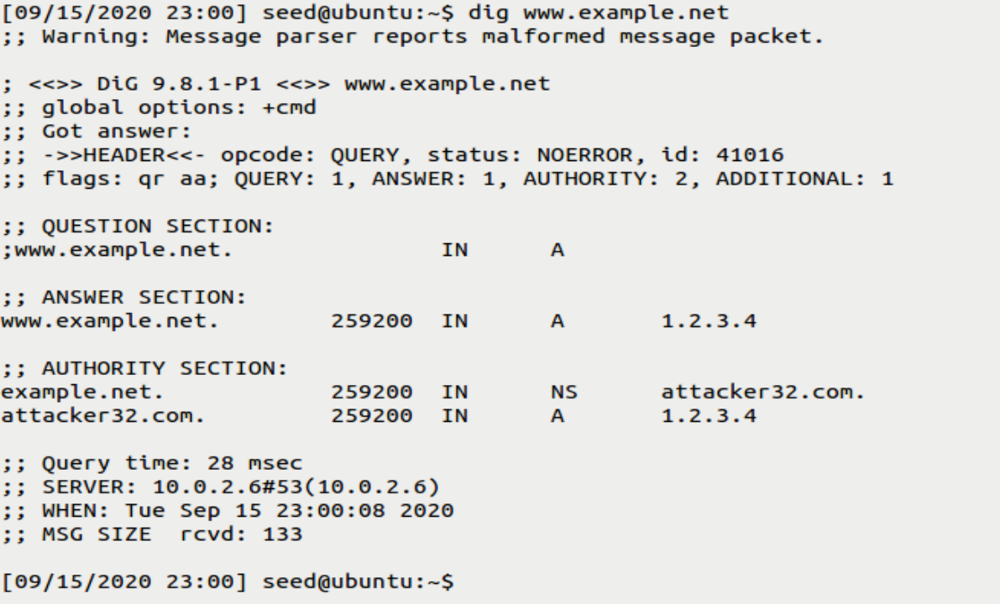 [09/15/2020 23:00] seed@ubuntu:~$ dig www.example.net
;; Warning: Message parser reports malformed message packet.
; <<>> DiG 9.8.1-P1 <<>> www.example.net
;; global options: +cmd
;; Got answer:
;; ->>HEADER<<- opcode: QUERY, status: NOERROR, id: 41016
;; flags: qr aa; QUERY: 1, ANSWER: 1, AUTHORITY: 2, ADDITIONAL: 1
;; QUESTION SECTION:
;www.example.net. IN A
;; ANSWER SECTION:
www.example.net. 259200 IN A 1.2.3.4
;; AUTHORITY SECTION:
example.net. 259200 IN NS attacker32.com.
attacker32.com. 259200 IN A 1.2.3.4
;; Query time: 28 msec
;; SERVER: 10.0.2.6#53(10.0.2.6)
;; WHEN: Tue Sep 15 23:00:08 2020
;; MSG SIZE rcvd: 133
[09/15/2020 23:00] seed@ubuntu:~$